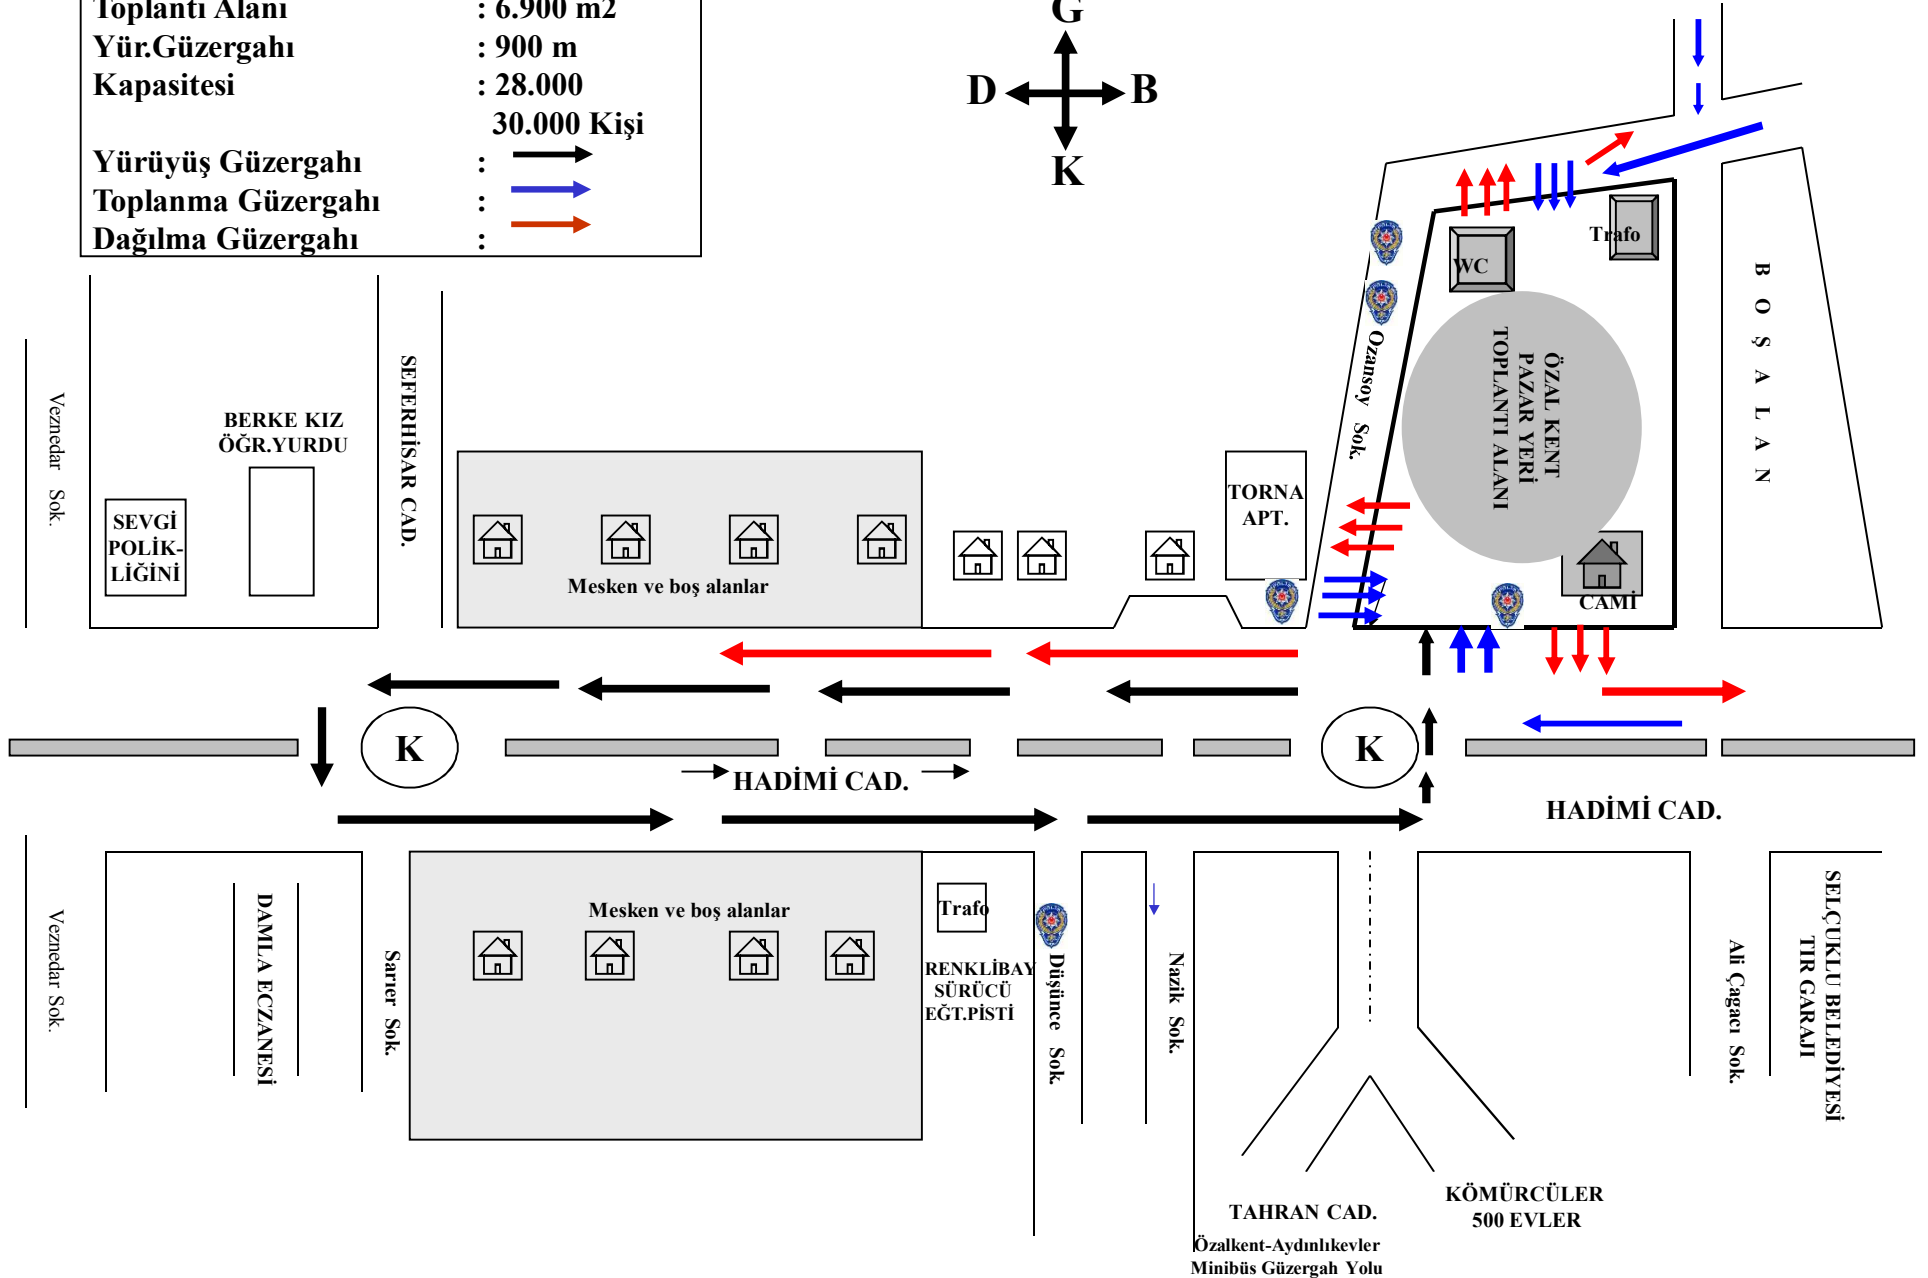 Toplantı Alanı : 6.900 m2
Yür.Güzergahı : 900 m
Kapasitesi : 28.000
30.000 Kişi
Yürüyüş Güzergahı :
Toplanma Güzergahı :
Dağılma Güzergahı :
G
D B
K
Trafo
WC
BOŞALAN
Ozansoy Sok.
ÖZAL KENT
PAZAR YERİ
TOPLANTI ALANI
CAMİ
Veznedar Sok.
SEVGİ
POLİK-
LİĞİNİ
BERKE KIZ
ÖĞR.YURDU
SEFERHİSAR CAD.
Mesken ve boş alanlar
TORNA
APT.
K
K
HADİMİ CAD.
HADİMİ CAD.
Veznedar Sok.
DAMLA ECZANESİ
Sarıer Sok.
Mesken ve boş alanlar
Trafo
RENKLİBAY
SÜRÜCÜ
EĞT.PİSTİ
Düşünce Sok.
Nazik Sok.
Ali Çagacı Sok.
SELÇUKLU BELEDİYESİ
TIR GARAJI
TAHRAN CAD.
Özalkent-Aydınlıkevler
Minibüs Güzergah Yolu
KÖMÜRCÜLER
500 EVLER